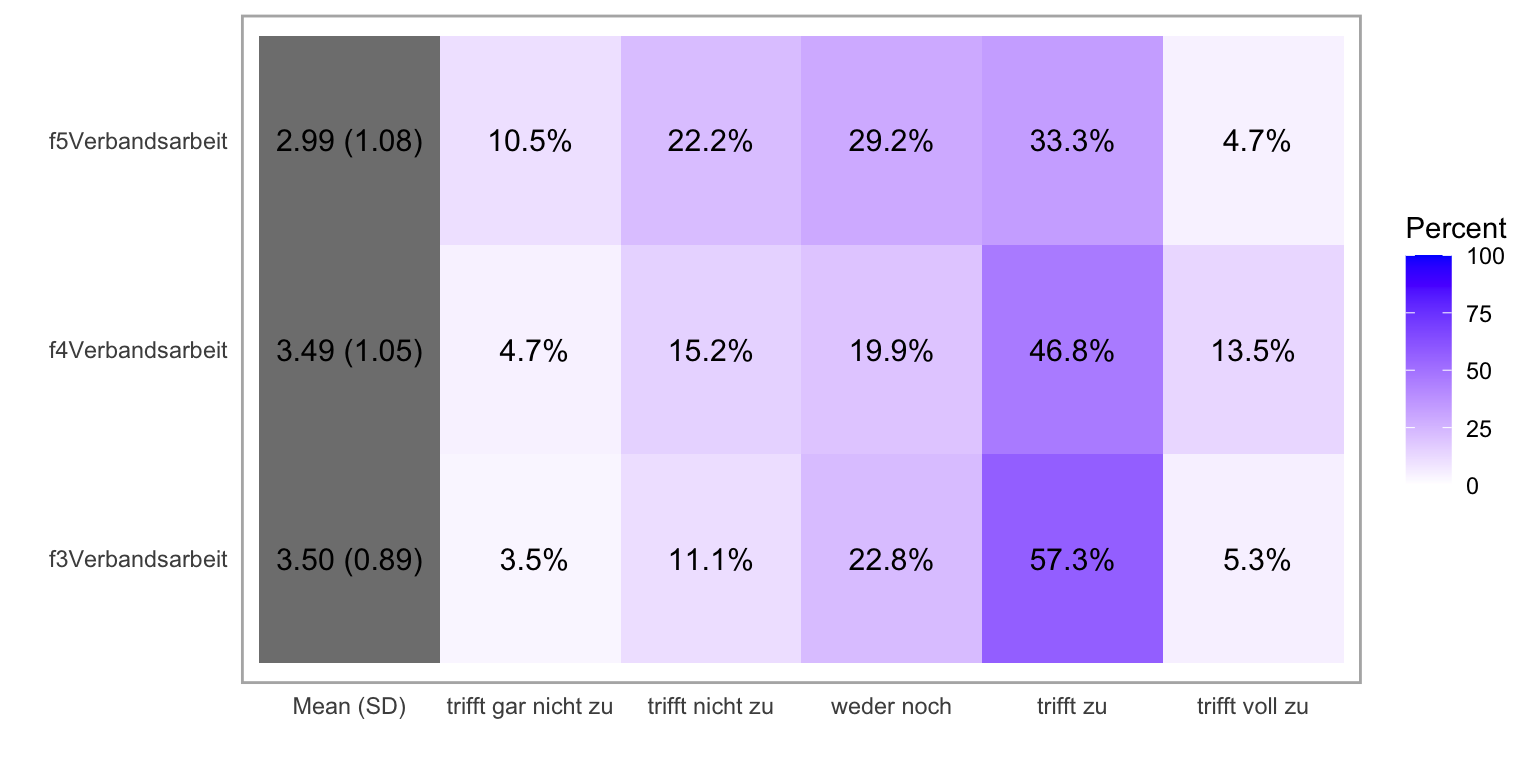 f5Verbandsarbeit 2.99 (1.08) 10.5% 22.2% 29.2% 33.3% 4.7%
f4Verbandsarbeit 3.49 (1.05) 4.7% 15.2% 19.9% 46.8% 13.5%
f3Verbandsarbeit 3.50 (0.89) 3.5% 11.1% 22.8% 57.3% 5.3%
Mean (SD) trifft gar nicht zu trifft nicht zu weder noch trifft zu trifft voll zu
Percent
100
75
50
25
0